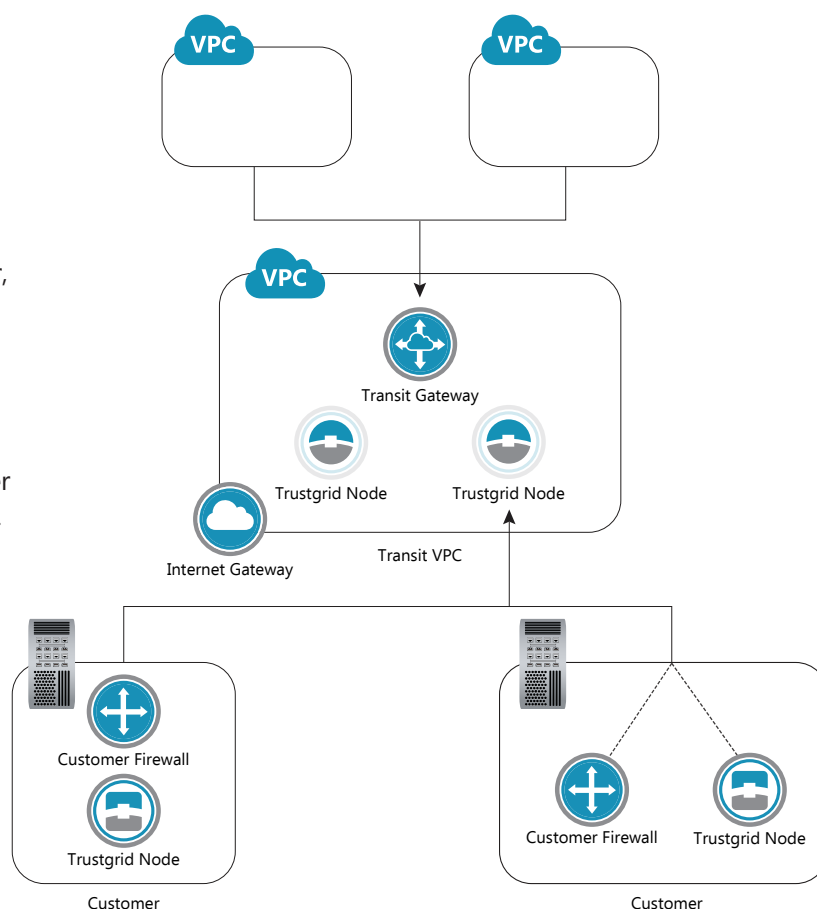 VPC
VPC
VPC
Transit Gateway
Trustgrid Node
Trustgrid Node
Internet Gateway
Transit VPC
Customer Firewall
Trustgrid Node
Customer
Customer Firewall
Trustgrid Node
Customer